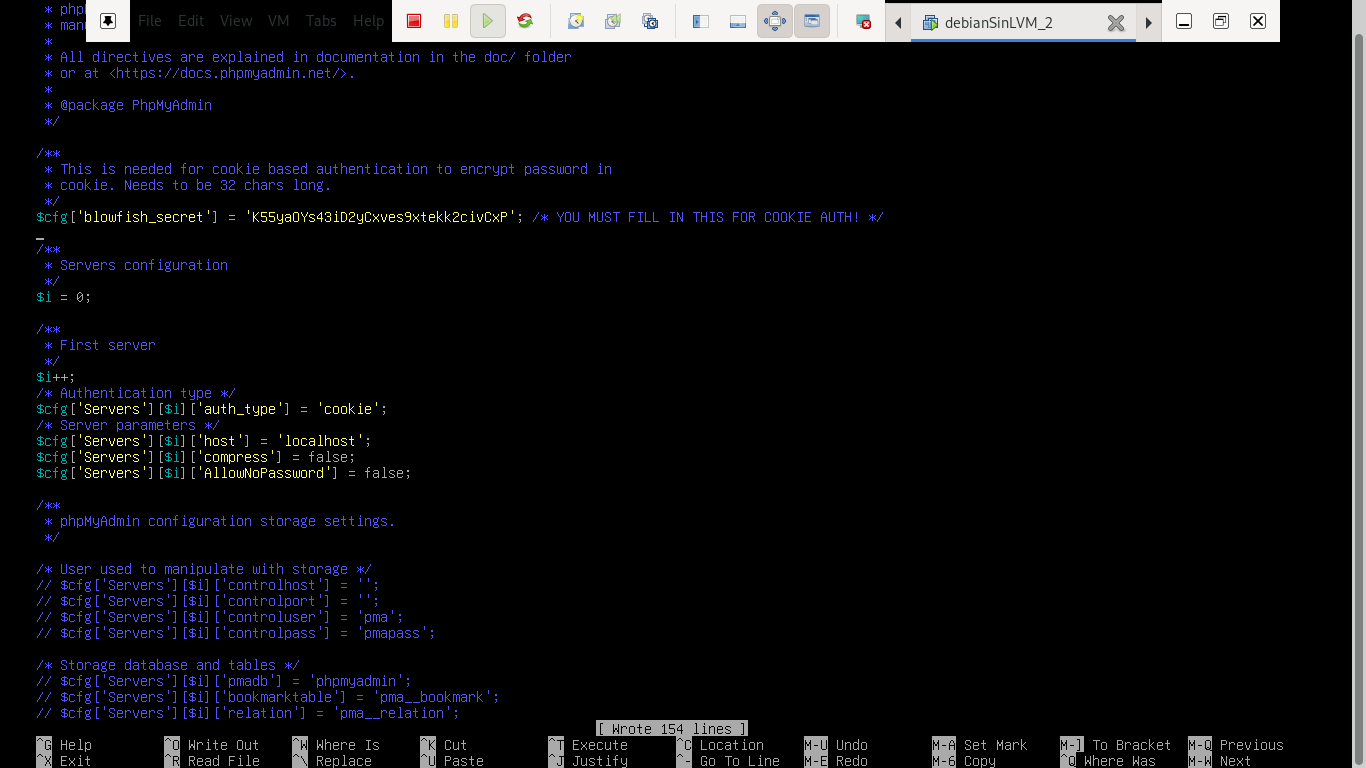 File Edit View VM Tabs Help
debianSinLVM_2
* php
* man
*
* All directives are explained in documentation in the doc/ folder
* or at <https://docs.phpmyadmin.net/>.
*
* @package PhpMyAdmin
*/
/**
* This is needed for cookie based authentication to encrypt password in
* cookie. Needs to be 32 chars long.
*/
$cfg['blowfish_secret'] = 'K55yaOYs43iD2yCxves9xtekk2civCxP'; /* YOU MUST FILL IN THIS FOR COOKIE AUTH! */
/**
* Servers configuration
*/
$i = 0;
/**
* First server
*/
$i++;
/* Authentication type */
$cfg['Servers'][$i]['auth_type'] = 'cookie';
/* Server parameters */
$cfg['Servers'][$i]['host'] = 'localhost';
$cfg['Servers'][$i]['compress'] = false;
$cfg['Servers'][$i]['AllowNoPassword'] = false;
/**
* phpMyAdmin configuration storage settings.
*/
/* User used to manipulate with storage */
// $cfg['Servers'][$i]['controlhost'] = '';
// $cfg['Servers'][$i]['controlport'] = '';
// $cfg['Servers'][$i]['controluser'] = 'pma';
// $cfg['Servers'][$i]['controlpass'] = 'pmapass';
/* Storage database and tables */
// $cfg['Servers'][$i]['pmadb'] = 'phpmyadmin';
// $cfg['Servers'][$i]['bookmarktable'] = 'pma__bookmark';
// $cfg['Servers'][$i]['relation'] = 'pma__relation';
[ Wrote 154 lines ]
^G Help ^O Write Out ^W Where Is ^K Cut ^T Execute ^C Location M-U Undo M-A Set Mark M-] To Bracket M-Q Previous
^X Exit ^R Read File ^\ Replace ^U Paste ^J Justify ^- Go To Line M-E Redo M-6 Copy ^Q Where Was M-W Next